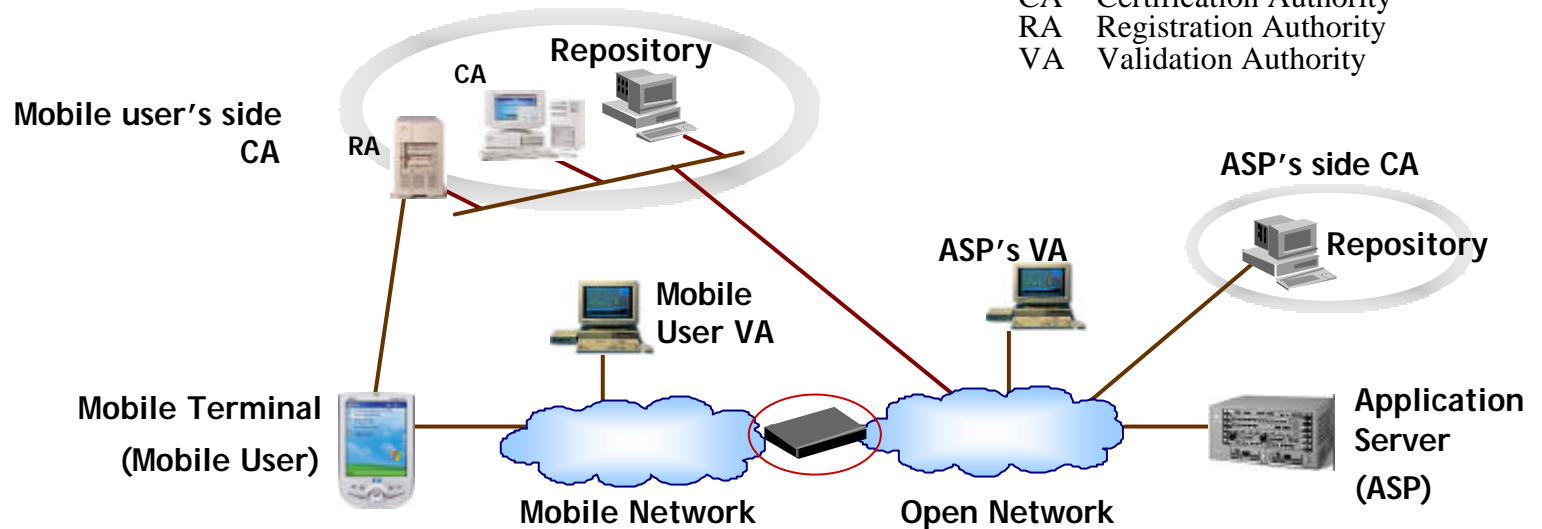 CA Certification Authority
RA Registration Authority
VA Validation Authority
Repository
CA
Mobile user's side
CA
RA
ASP's side CA
Repository
ASP's VA
Mobile
User VA
Mobile Terminal
(Mobile User)
Application
Server
(ASP)
Mobile Network
Open Network